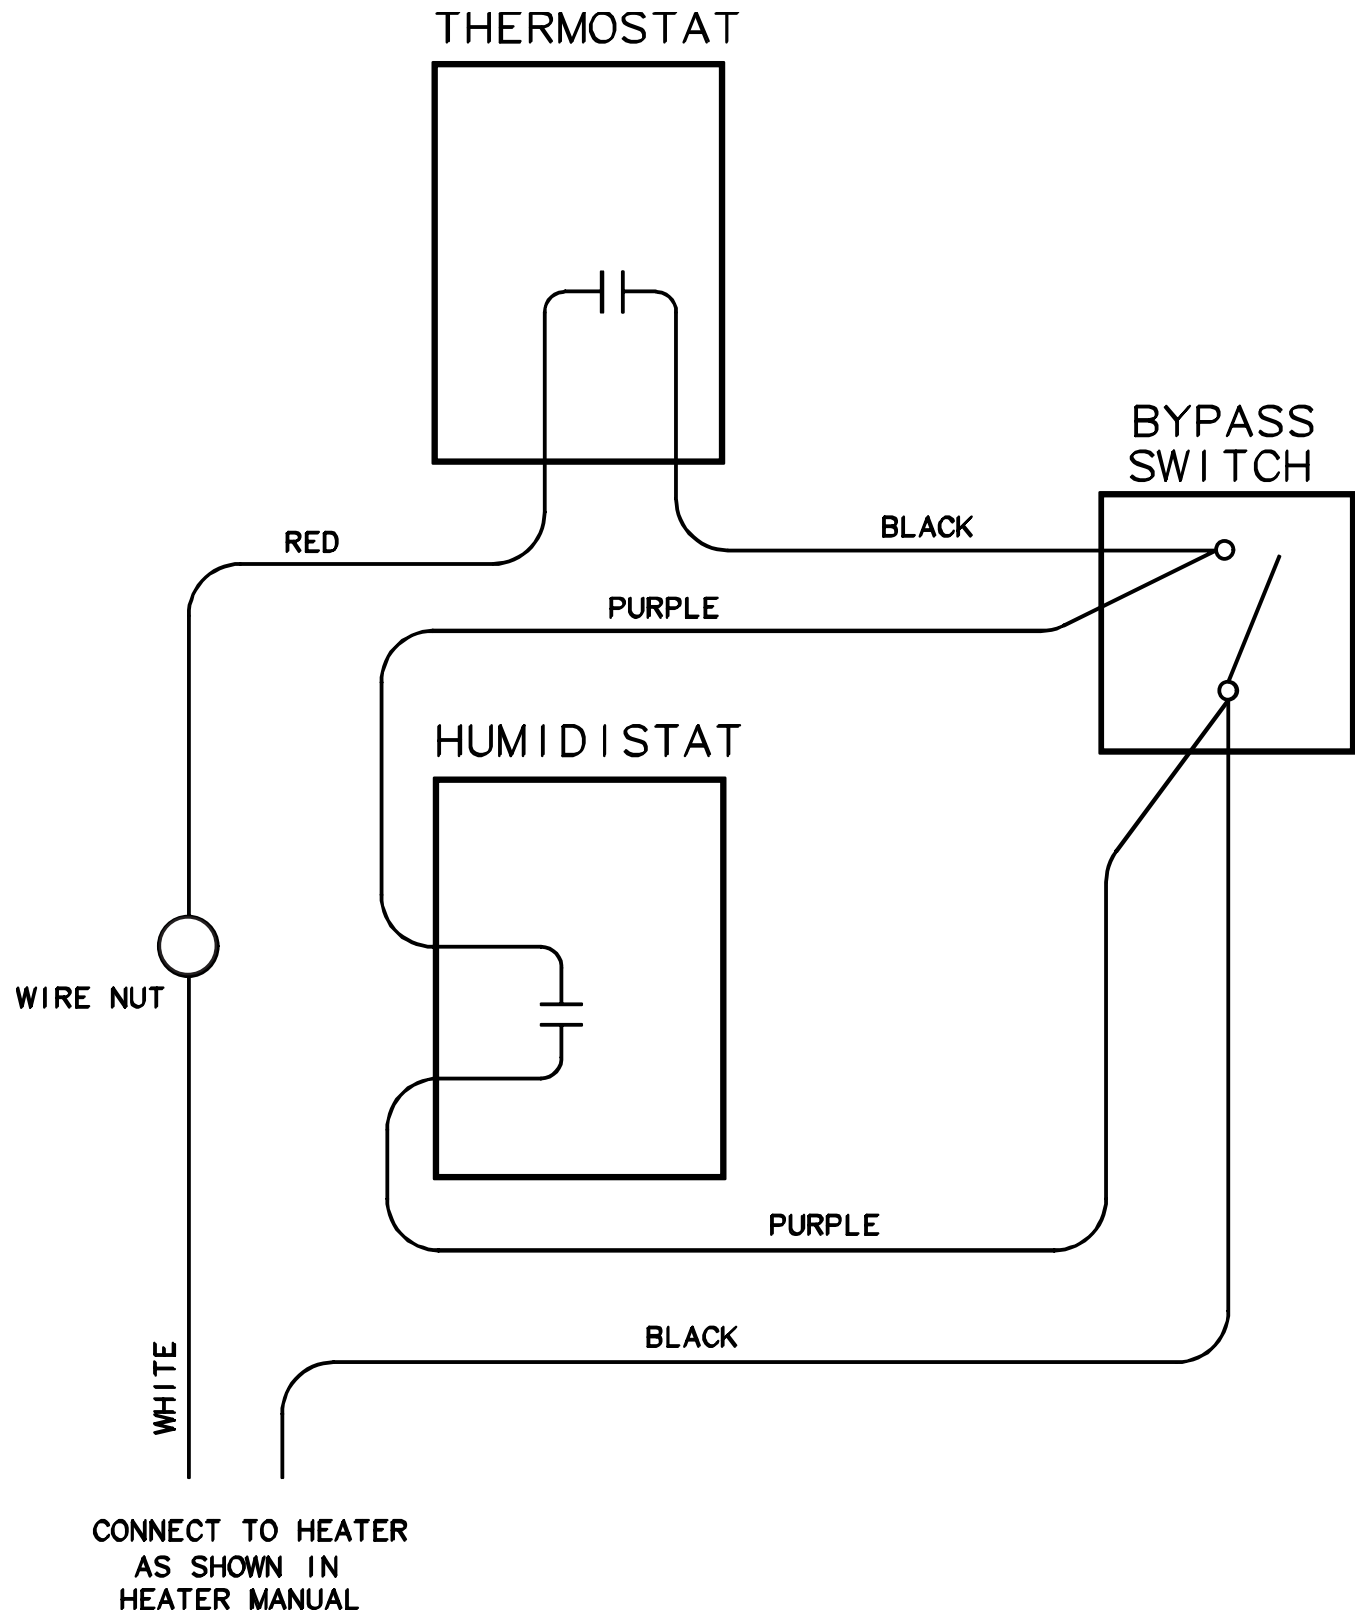 THERMOSTAT
BYPASS
SWITCH
BLACK
RED
PURPLE
HUMIDISTAT
WIRE NUT
PURPLE
BLACK
WHITE
CONNECT TO HEATER
AS SHOWN IN
HEATER MANUAL